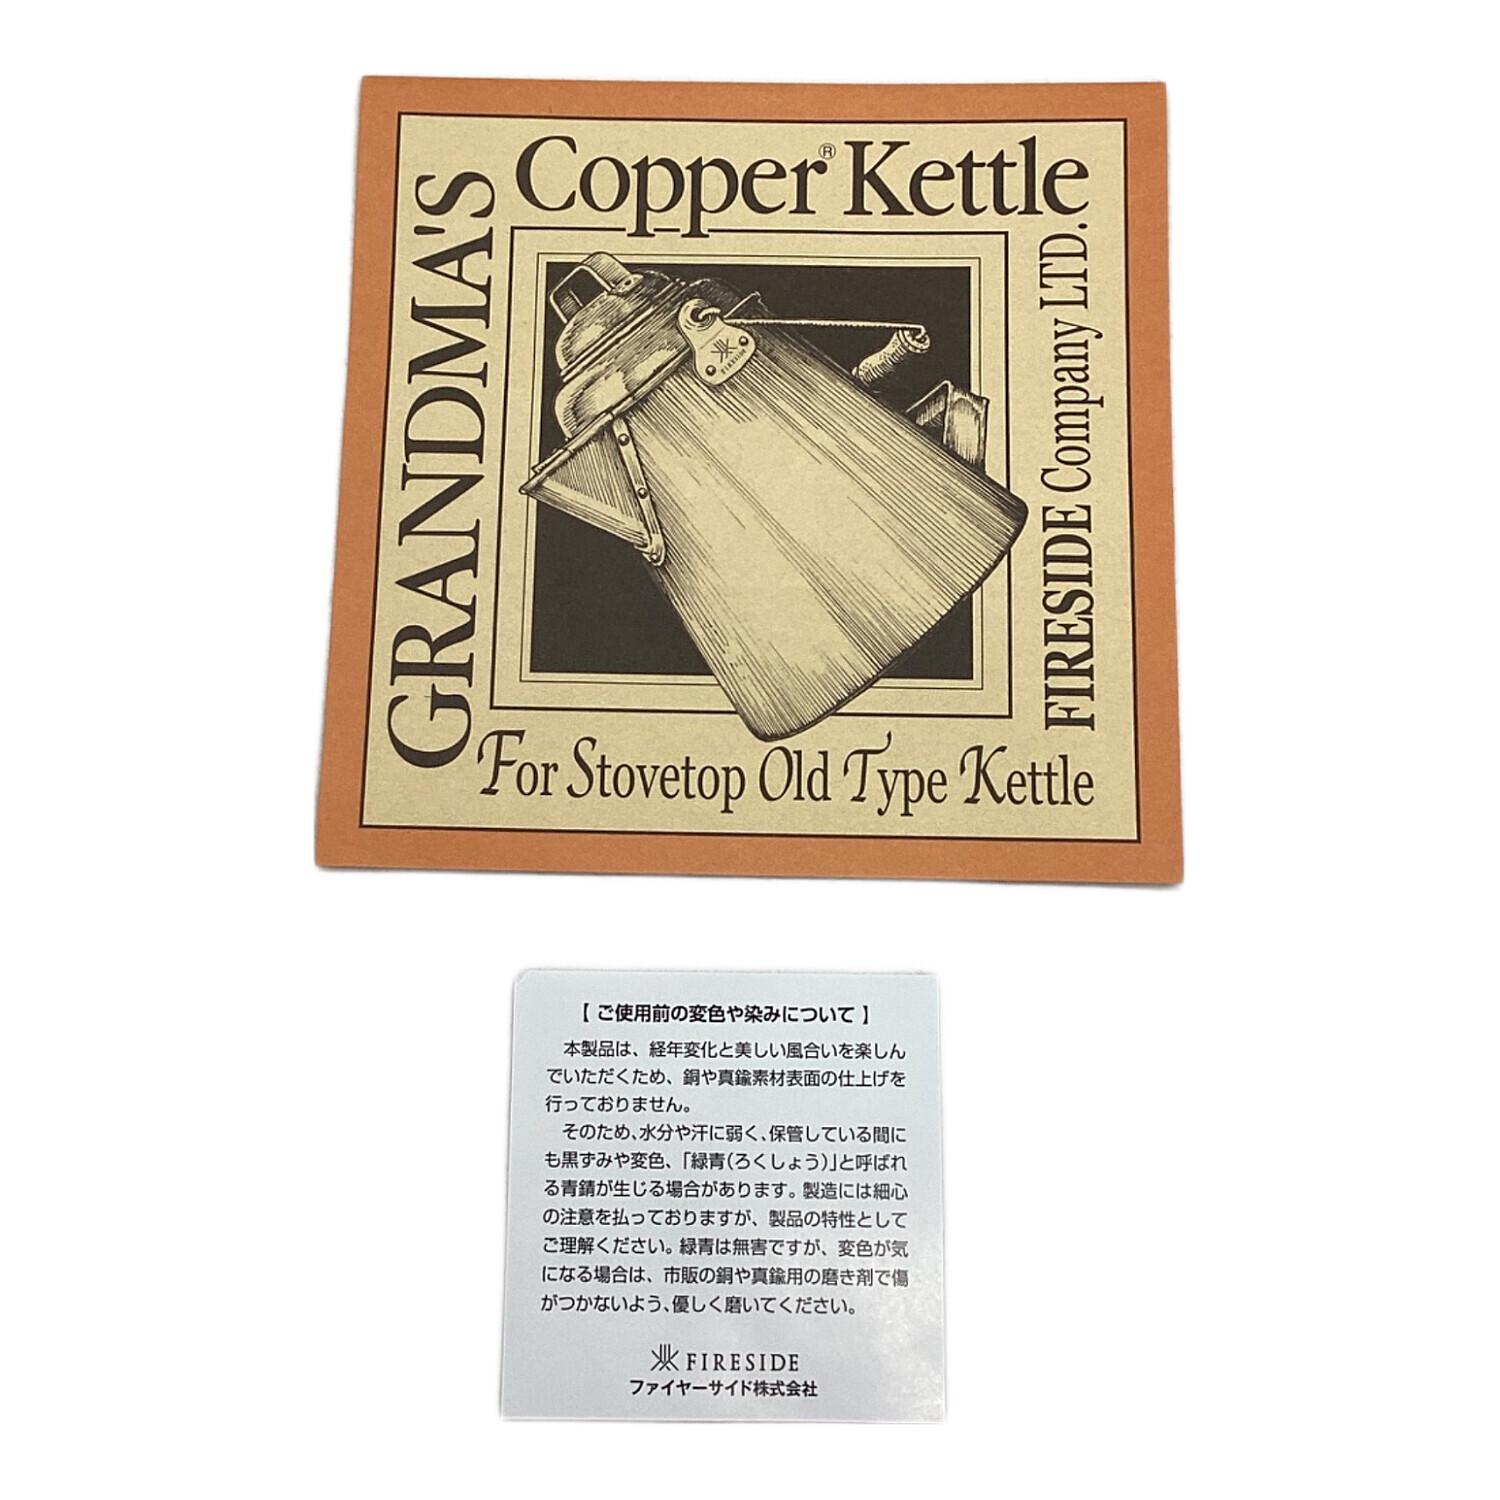 Copper® Kettle
GRANDMA'S
FIRESIDE
FIRESIDE Company LTD.
For Stovetop Old Type Kettle
【 ご使用前の変色や染みについて 】
本製品は、経年変化と美しい風合いを楽しん
でいただくため、銅や真鍮素材表面の仕上げを
行っておりません。
そのため、水分や汗に弱く、保管している間に
も黒ずみや変色、「緑青(ろくしょう)」と呼ばれ
る青錆が生じる場合があります。製造には細心
の注意を払っておりますが、製品の特性として
ご理解ください。緑青は無害ですが、変色が気
になる場合は、市販の銅や真鍮用の磨き剤で傷
がつかないよう、優しく磨いてください。
FIRESIDE
ファイヤーサイド株式会社